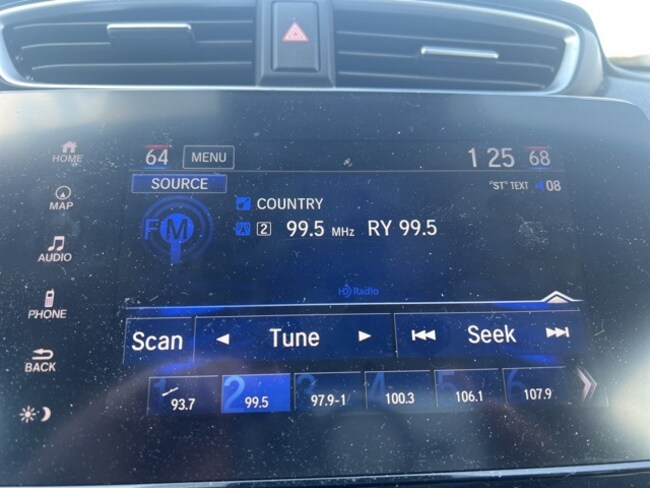 64 MENU 1 25 68
HOME
SOURCE "ST" TEXT 08
MAP
COUNTRY
FM
2 99.5 MHz RY 99.5
AUDIO
HD Radio
PHONE
Scan Tune Seek
BACK
1 2 3 4 5 6
93.7 99.5 97.9-1 100.3 106.1 107.9